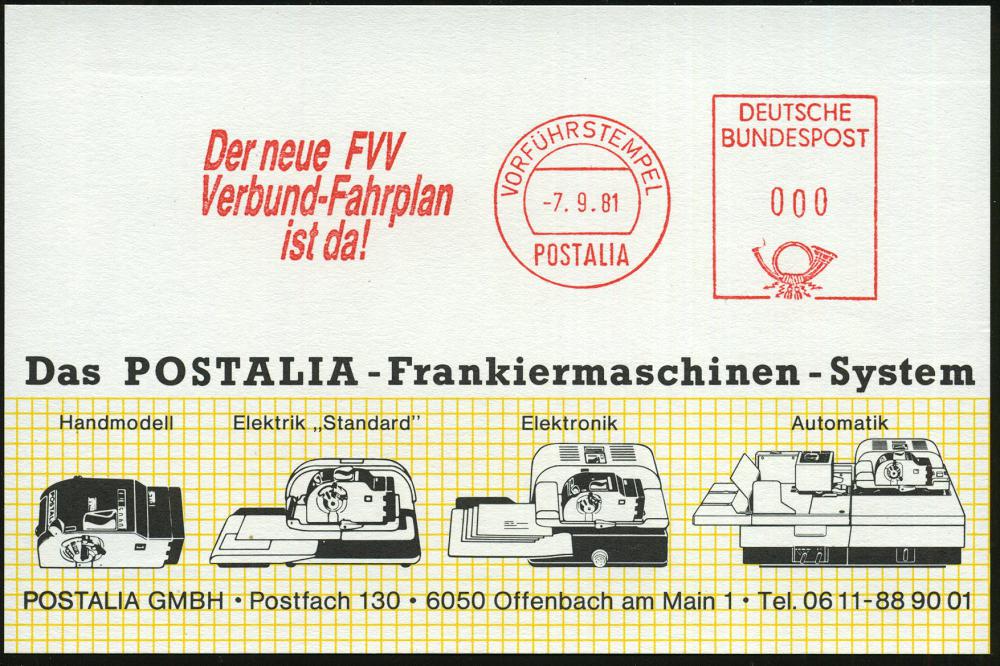 Der neue FVV
Verbund-Fahrplan
ist da!
VORFÜHRSTEMPEL
-7. 9. 81
POSTALIA
DEUTSCHE
BUNDESPOST
000
Das POSTALIA - Frankiermaschinen - System
Handmodell
Elektrik „Standard”
Elektronik
Automatik
POSTALIA GMBH • Postfach 130 • 6050 Offenbach am Main 1 • Tel. 06 11-88 90 01